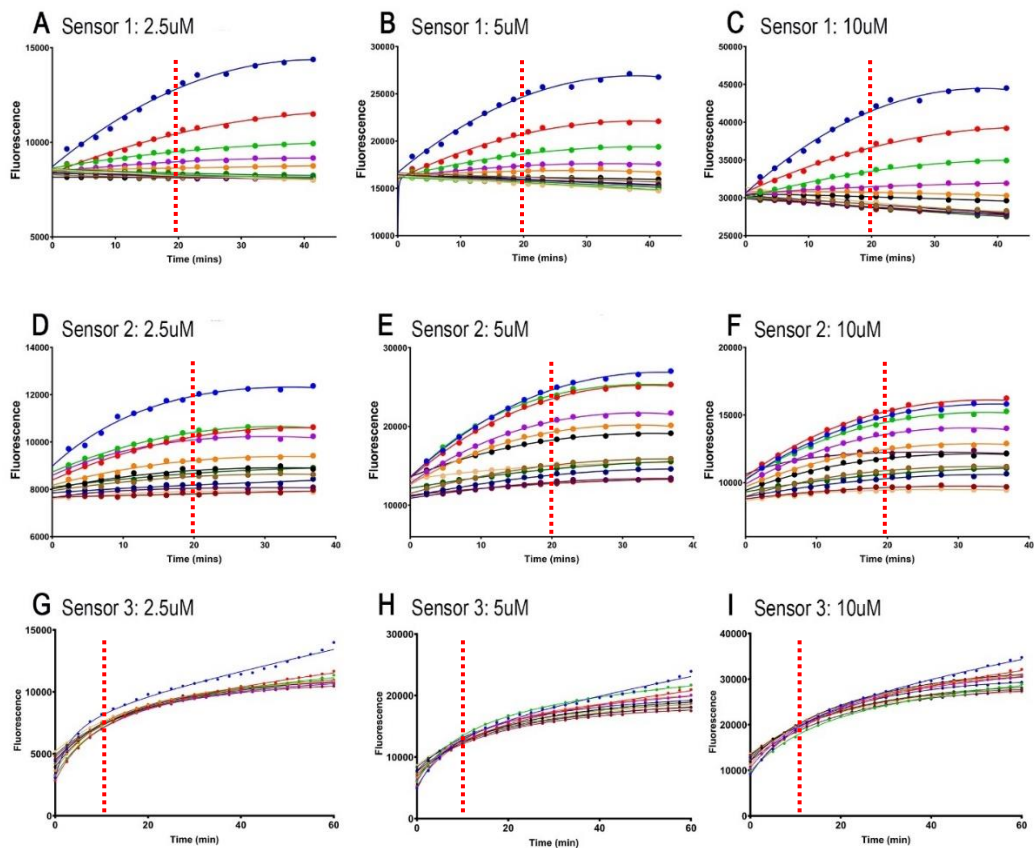 A Sensor 1: 2.5uM
15000
10000
5000
Fluorescence
0 10 20 30 40 50
Time (mins)
B Sensor 1: 5uM
30000
25000
20000
15000
10000
Fluorescence
0 10 20 30 40
Time (mins)
C Sensor 1: 10uM
50000
45000
40000
35000
30000
25000
Fluorescence
0 10 20 30 40
Time (mins)
D Sensor 2: 2.5uM
14000
12000
10000
8000
6000
Fluorescence
0 10 20 30 40
Time (mins)
E Sensor 2: 5uM
30000
20000
10000
Fluorescence
0 10 20 30 40
Time (mins)
F Sensor 2: 10uM
20000
15000
10000
Fluorescence
0 10 20 30 40
Time (mins)
G Sensor 3: 2.5uM
15000
10000
5000
0
Fluorescence
0 20 40 60
Time (min)
H Sensor 3: 5uM
30000
20000
10000
0
Fluorescence
0 20 40 60
Time (min)
I Sensor 3: 10uM
40000
30000
20000
10000
0
Fluorescence
0 20 40 60
Time (min)